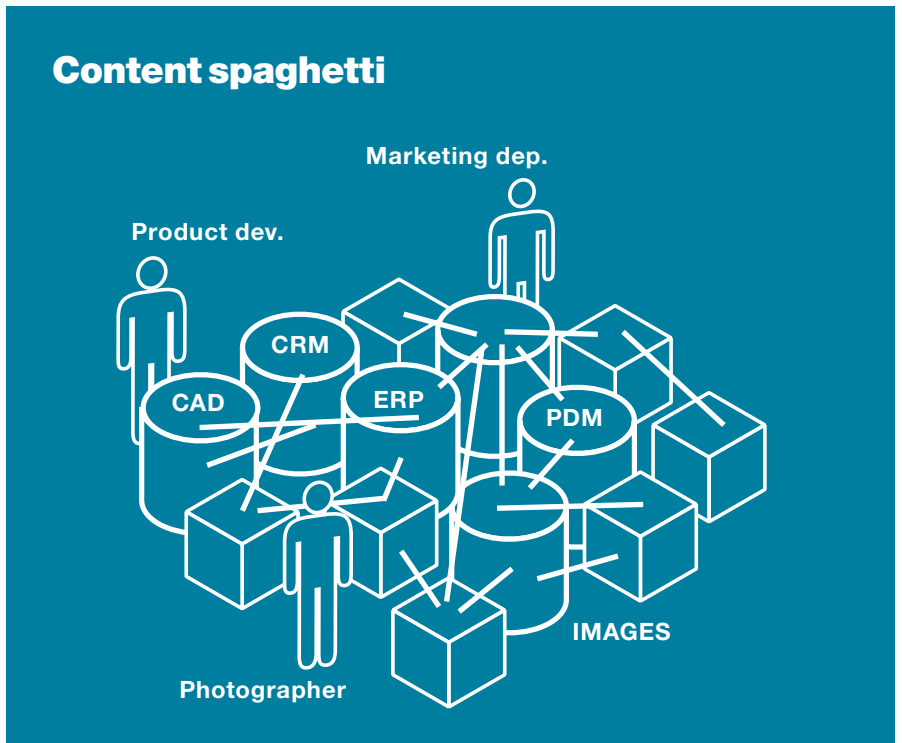 Content spaghetti
Marketing dep.
Product dev.
CRM
CAD
ERP
PDM
IMAGES
Photographer